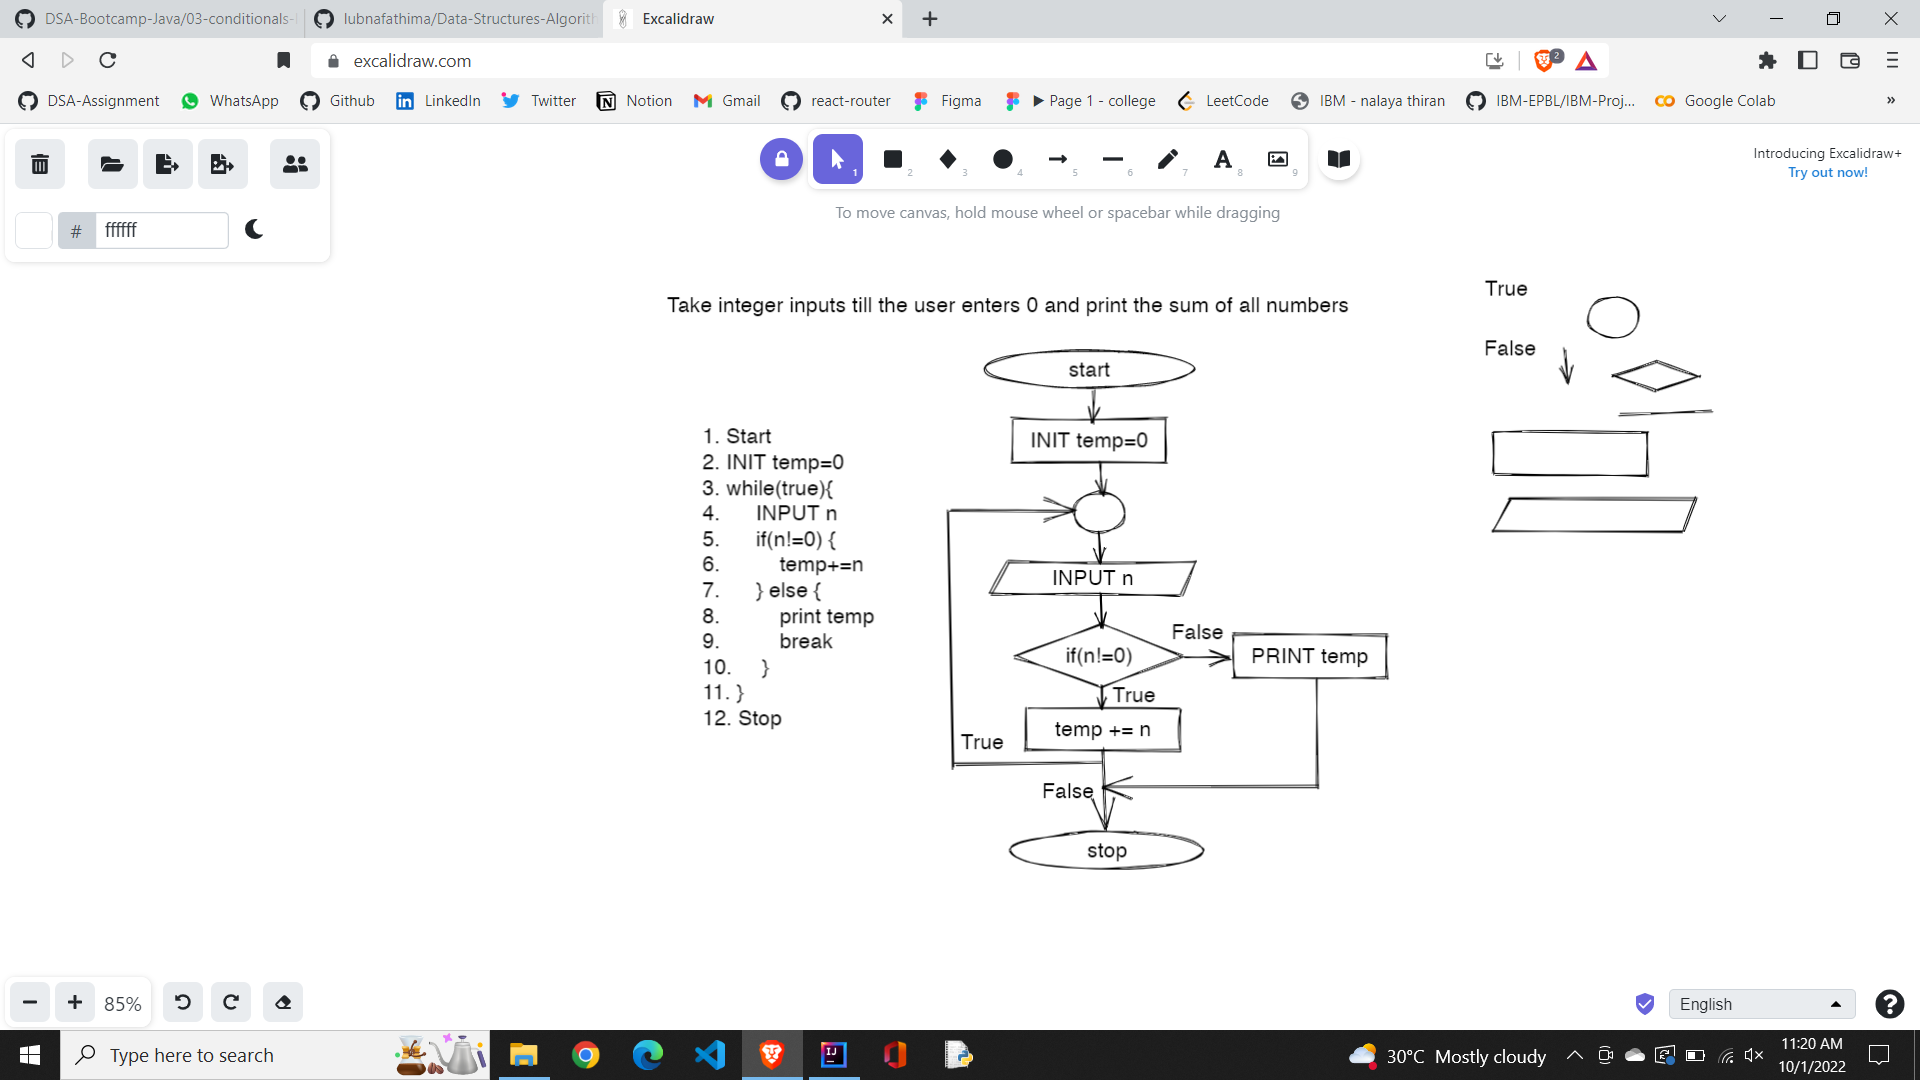 DSA-Bootcamp-Java/03-conditionals-
lubnafathima/Data-Structures-Algorith
Excalidraw
excalidraw.com
2
DSA-Assignment
WhatsApp
Github
LinkedIn
Twitter
Notion
Gmail
react-router
Figma
▶ Page 1 - college
LeetCode
IBM - nalaya thiran
IBM-EPBL/IBM-Proj...
Google Colab
»
1
2
3
4
5
6
7
8
9
Introducing Excalidraw+
Try out now!
# ffffff
To move canvas, hold mouse wheel or spacebar while dragging
Take integer inputs till the user enters 0 and print the sum of all numbers
1. Start
2. INIT temp=0
3. while(true){
4. INPUT n
5. if(n!=0) {
6. temp+=n
7. } else {
8. print temp
9. break
10. }
11. }
12. Stop
start
INIT temp=0
INPUT n
if(n!=0)
False
PRINT temp
True
temp += n
True
False
stop
True
False
85%
English
?
Type here to search
30°C Mostly cloudy
11:20 AM
10/1/2022